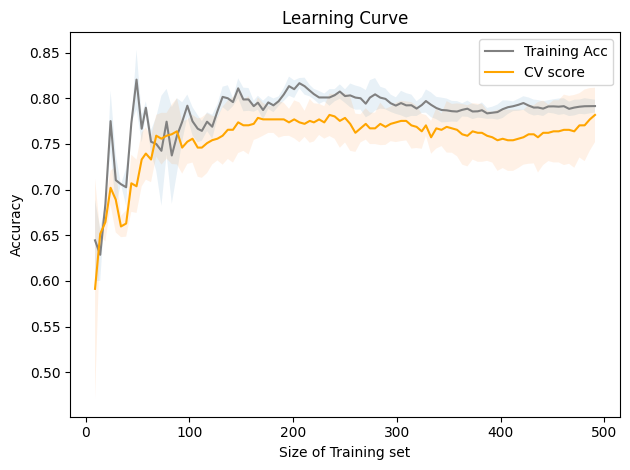 Learning Curve
Training Acc
CV score
Accuracy
0.85
0.80
0.75
0.70
0.65
0.60
0.55
0.50
0 100 200 300 400 500
Size of Training set